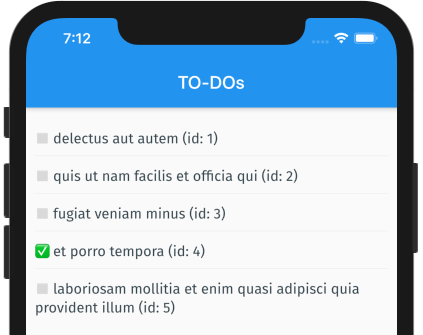 7:12
TO-DOs
delectus aut autem (id: 1)
quis ut nam facilis et officia qui (id: 2)
fugiat veniam minus (id: 3)
et porro tempora (id: 4)
laboriosam mollitia et enim quasi adipisci quia
provident illum (id: 5)